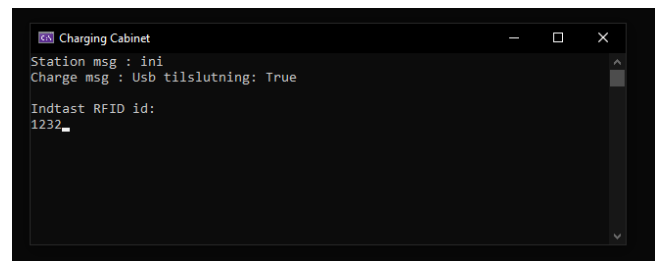 Charging Cabinet
Station msg : ini
Charge msg : Usb tilslutning: True
Indtast RFID id:
1232